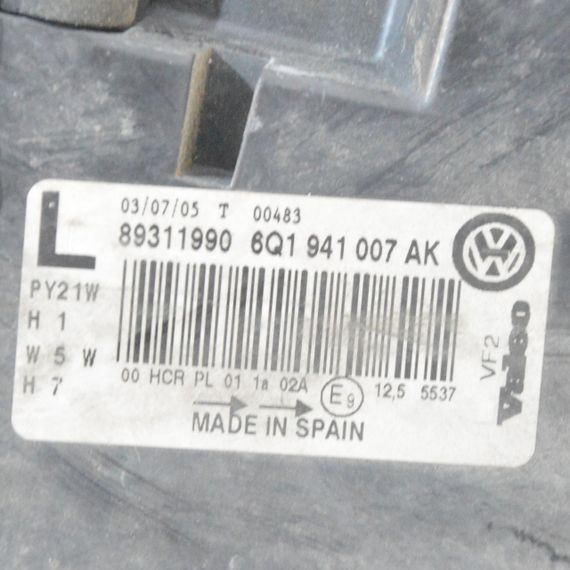 L
03/07/05 T 00483
89311990 6Q1 941 007 AK
PY21W
H 1
W 5 W
H 7
00 HCR PL 01 1a 02A E9 12,5 5537
MADE IN SPAIN
VW
VF2
Valeo